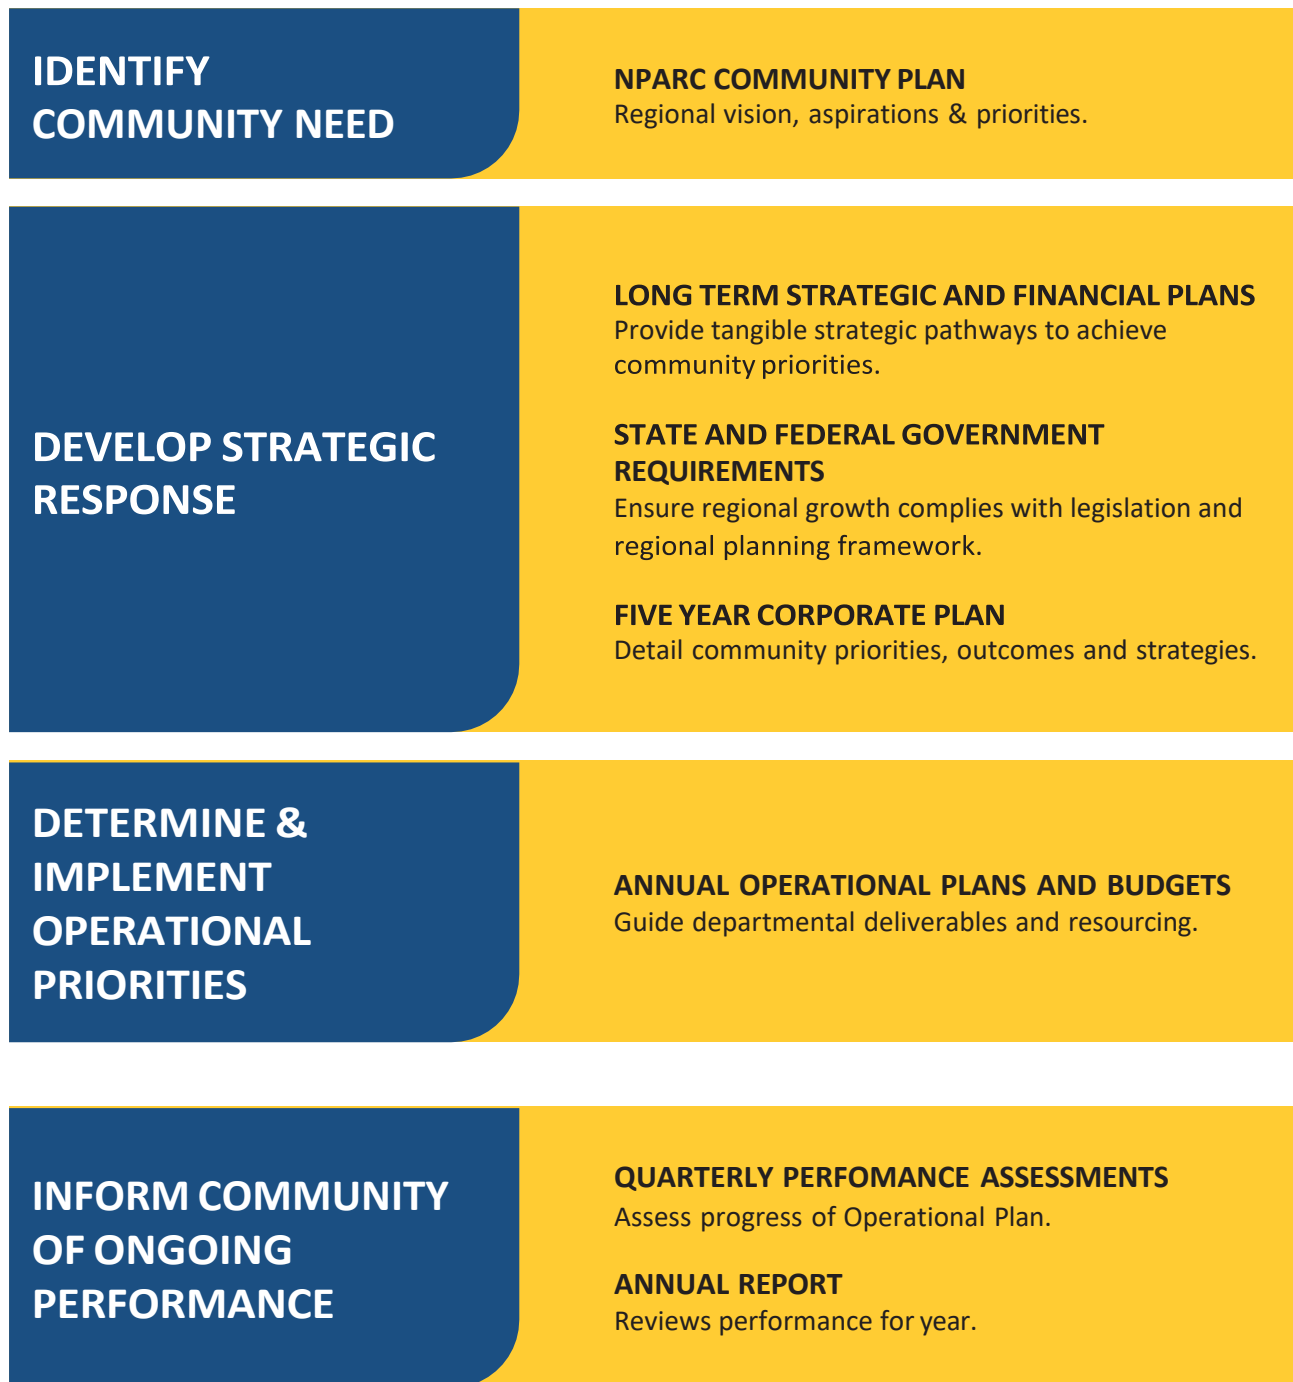 IDENTIFY
COMMUNITY NEED
NPARC COMMUNITY PLAN
Regional vision, aspirations & priorities.
DEVELOP STRATEGIC
RESPONSE
LONG TERM STRATEGIC AND FINANCIAL PLANS
Provide tangible strategic pathways to achieve
community priorities.
STATE AND FEDERAL GOVERNMENT
REQUIREMENTS
Ensure regional growth complies with legislation and
regional planning framework.
FIVE YEAR CORPORATE PLAN
Detail community priorities, outcomes and strategies.
DETERMINE &
IMPLEMENT
OPERATIONAL
PRIORITIES
ANNUAL OPERATIONAL PLANS AND BUDGETS
Guide departmental deliverables and resourcing.
INFORM COMMUNITY
OF ONGOING
PERFORMANCE
QUARTERLY PERFOMANCE ASSESSMENTS
Assess progress of Operational Plan.
ANNUAL REPORT
Reviews performance for year.